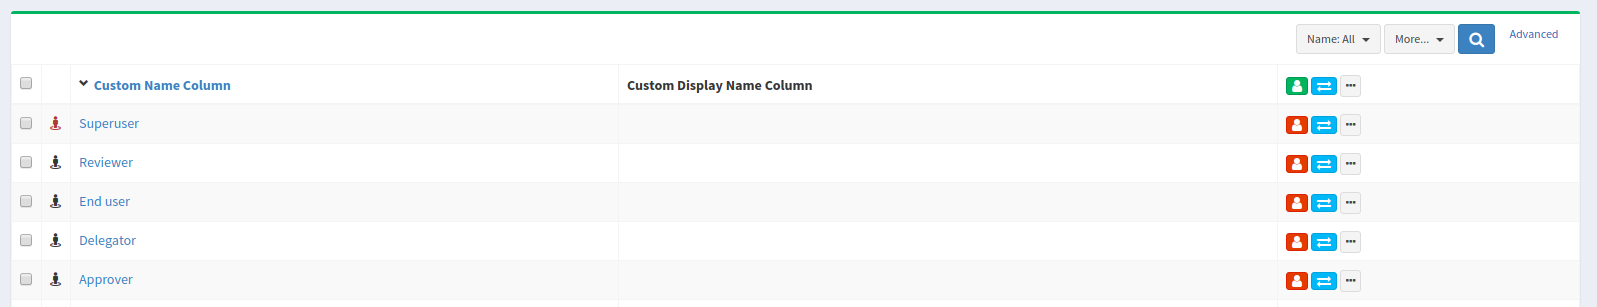 Name: All More... Advanced
Custom Name Column Custom Display Name Column
Superuser
Reviewer
End user
Delegator
Approver